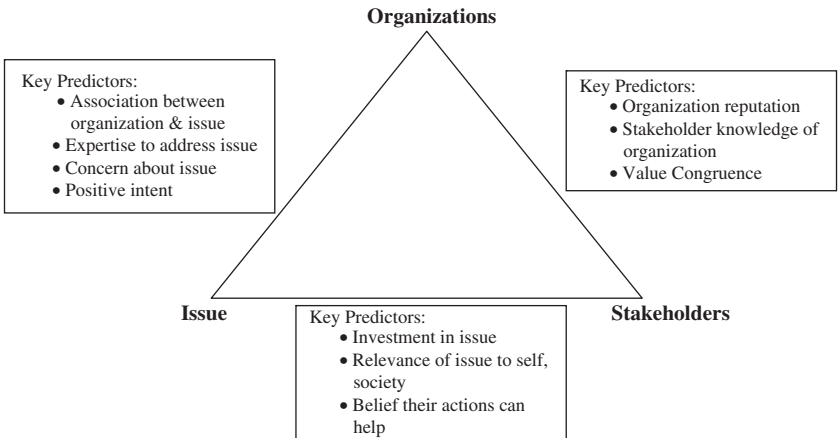 Organizations
Key Predictors:
• Association between
organization & issue
• Expertise to address issue
• Concern about issue
• Positive intent
Key Predictors:
• Organization reputation
• Stakeholder knowledge of
organization
• Value Congruence
Issue
Stakeholders
Key Predictors:
• Investment in issue
• Relevance of issue to self,
society
• Belief their actions can
help